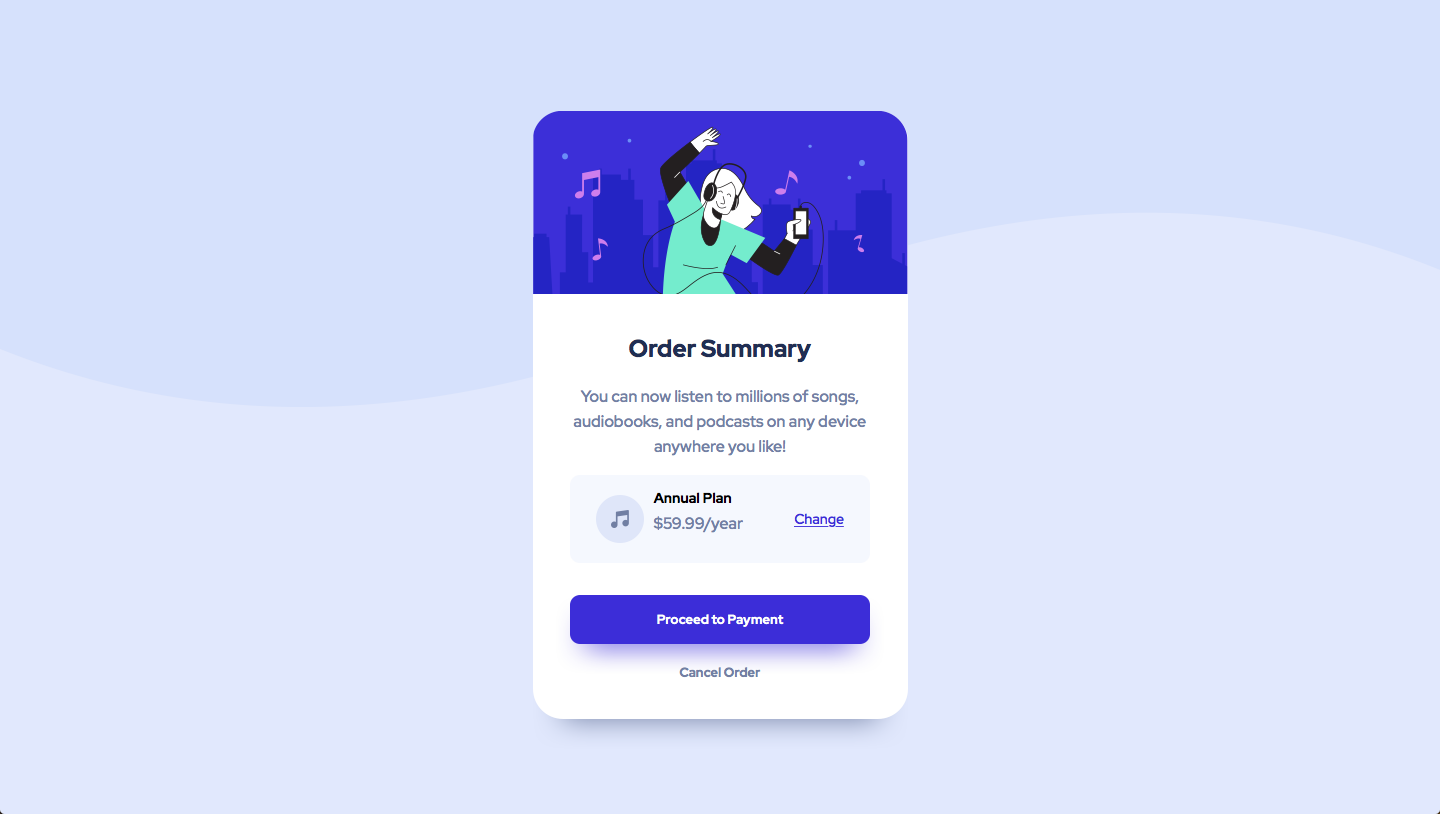 Order Summary
You can now listen to millions of songs,
audiobooks, and podcasts on any device
anywhere you like!
Annual Plan
$59.99/year
Change
Proceed to Payment
Cancel Order